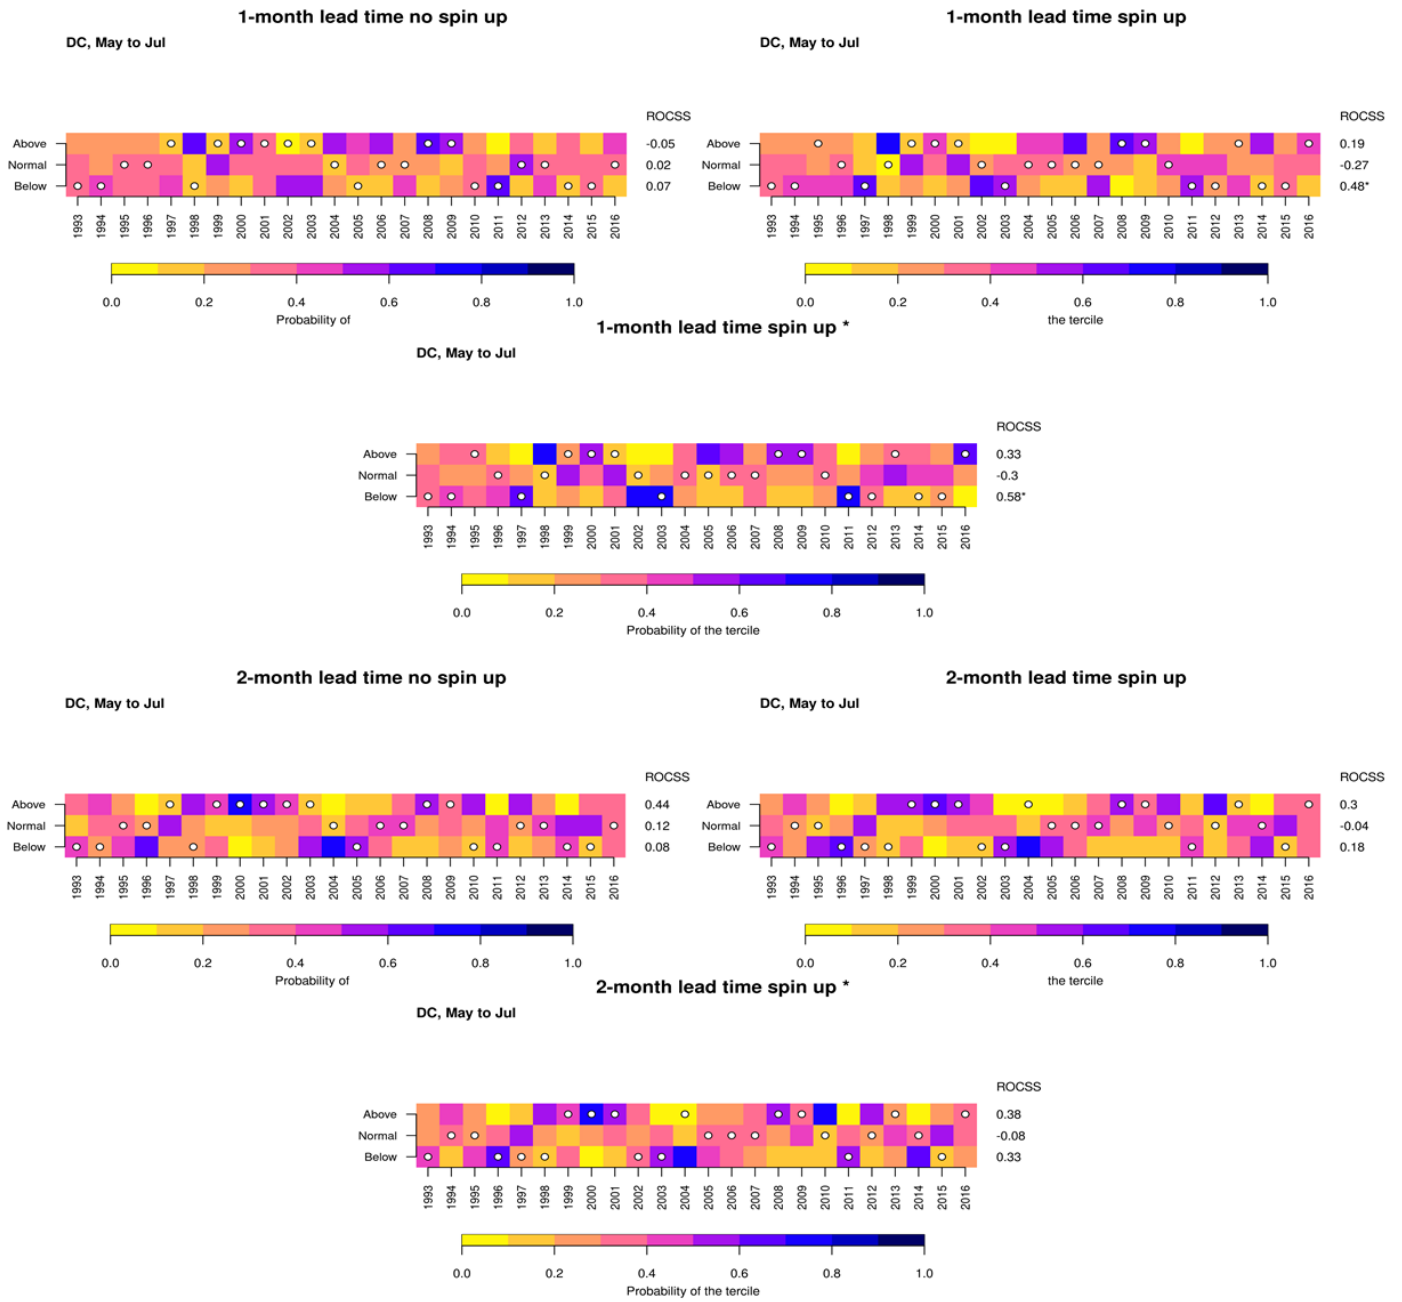 1-month lead time no spin up
1-month lead time spin up
DC, May to Jul
DC, May to Jul
ROCSS
ROCSS
Above -0.05
Normal 0.02
Below 0.07
1993 1994 1995 1996 1997 1998 1999 2000 2001 2002 2003 2004 2005 2006 2007 2008 2009 2010 2011 2012 2013 2014 2015 2016
0.0 0.2 0.4 0.6 0.8 1.0
Probability of
Above 0.19
Normal -0.27
Below 0.48*
1993 1994 1995 1996 1997 1998 1999 2000 2001 2002 2003 2004 2005 2006 2007 2008 2009 2010 2011 2012 2013 2014 2015 2016
0.0 0.2 0.4 0.6 0.8 1.0
the tercile
1-month lead time spin up *
DC, May to Jul
ROCSS
Above 0.33
Normal -0.3
Below 0.58*
1993 1994 1995 1996 1997 1998 1999 2000 2001 2002 2003 2004 2005 2006 2007 2008 2009 2010 2011 2012 2013 2014 2015 2016
0.0 0.2 0.4 0.6 0.8 1.0
Probability of the tercile
2-month lead time no spin up
2-month lead time spin up
DC, May to Jul
DC, May to Jul
ROCSS
ROCSS
Above 0.44
Normal 0.12
Below 0.08
1993 1994 1995 1996 1997 1998 1999 2000 2001 2002 2003 2004 2005 2006 2007 2008 2009 2010 2011 2012 2013 2014 2015 2016
0.0 0.2 0.4 0.6 0.8 1.0
Probability of
Above 0.3
Normal -0.04
Below 0.18
1993 1994 1995 1996 1997 1998 1999 2000 2001 2002 2003 2004 2005 2006 2007 2008 2009 2010 2011 2012 2013 2014 2015 2016
0.0 0.2 0.4 0.6 0.8 1.0
the tercile
2-month lead time spin up *
DC, May to Jul
ROCSS
Above 0.38
Normal -0.08
Below 0.33
1993 1994 1995 1996 1997 1998 1999 2000 2001 2002 2003 2004 2005 2006 2007 2008 2009 2010 2011 2012 2013 2014 2015 2016
0.0 0.2 0.4 0.6 0.8 1.0
Probability of the tercile